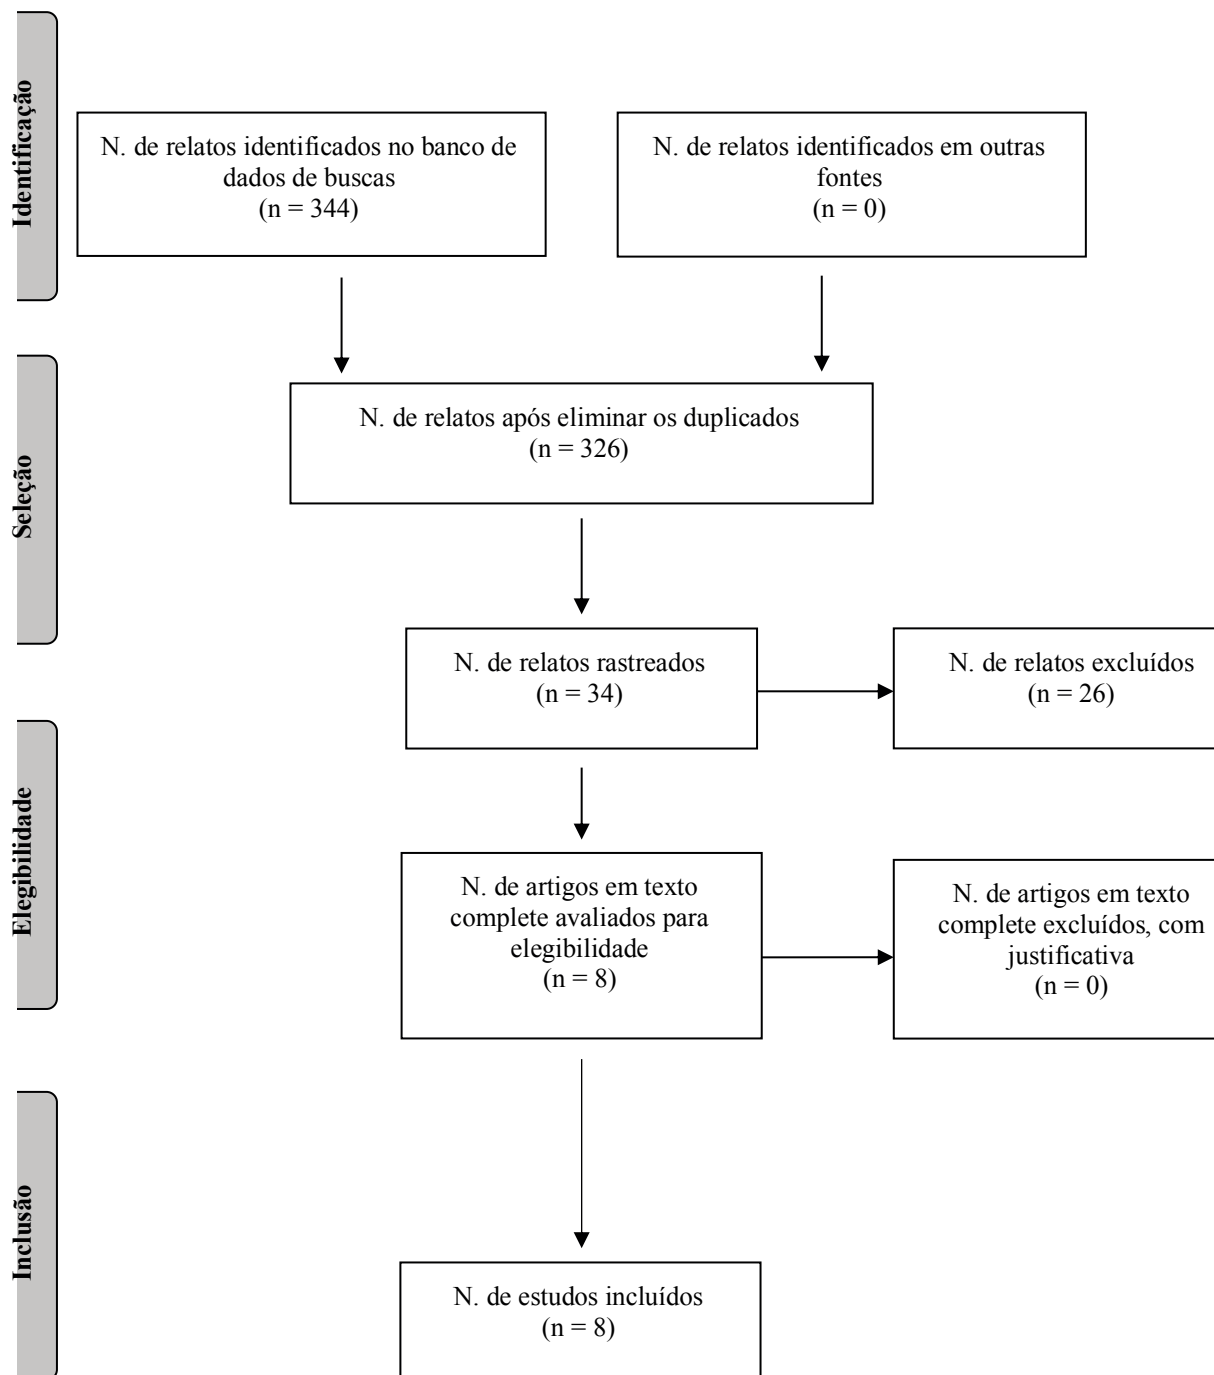 Identificação
N. de relatos identificados no banco de
dados de buscas
(n = 344)
N. de relatos identificados em outras
fontes
(n = 0)
Seleção
N. de relatos após eliminar os duplicados
(n = 326)
N. de relatos rastreados
(n = 34)
N. de relatos excluídos
(n = 26)
Elegibilidade
N. de artigos em texto
complete avaliados para
elegibilidade
(n = 8)
N. de artigos em texto
complete excluídos, com
justificativa
(n = 0)
Inclusão
N. de estudos incluídos
(n = 8)